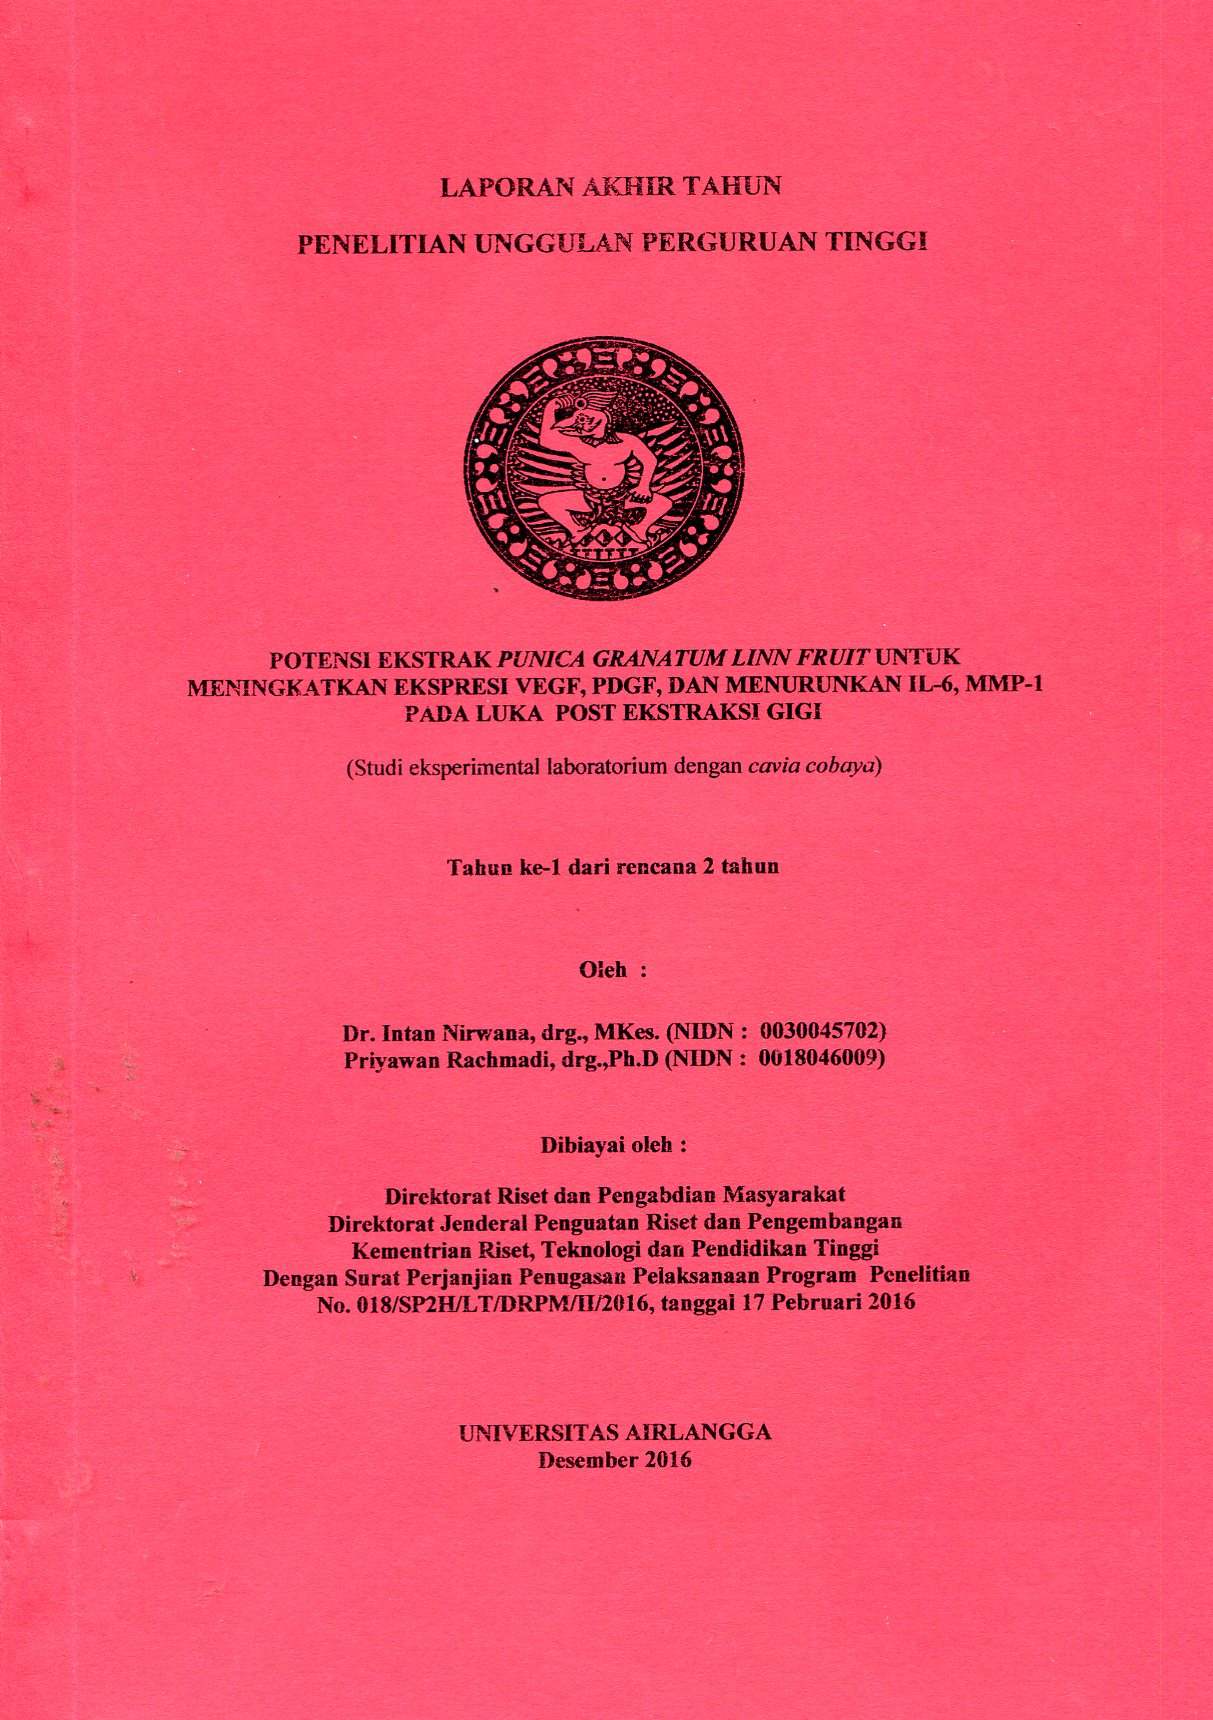 LAPORAN AKHIR TAHUN
PENELITIAN UNGGULAN PERGURUAN TINGGI
POTENSI EKSTRAK PUNICA GRANATUM LINN FRUIT UNTUK
MENINGKATKAN EKSPRESI VEGF, PDGF, DAN MENURUNKAN IL-6, MMP-1
PADA LUKA POST EKSTRAKSI GIGI
(Studi eksperimental laboratorium dengan cavia cobaya)
Tahun ke-1 dari rencana 2 tahun
Oleh :
Dr. Intan Nirwana, drg., MKes. (NIDN : 0030045702)
Priyawan Rachmadi, drg.,Ph.D (NIDN : 0018046009)
Dibiayai oleh :
Direktorat Riset dan Pengabdian Masyarakat
Direktorat Jenderal Penguatan Riset dan Pengembangan
Kementrian Riset, Teknologi dan Pendidikan Tinggi
Dengan Surat Perjanjian Penugasan Pelaksanaan Program Penelitian
No. 018/SP2H/LT/DRPM/II/2016, tanggal 17 Pebruari 2016
UNIVERSITAS AIRLANGGA
Desember 2016